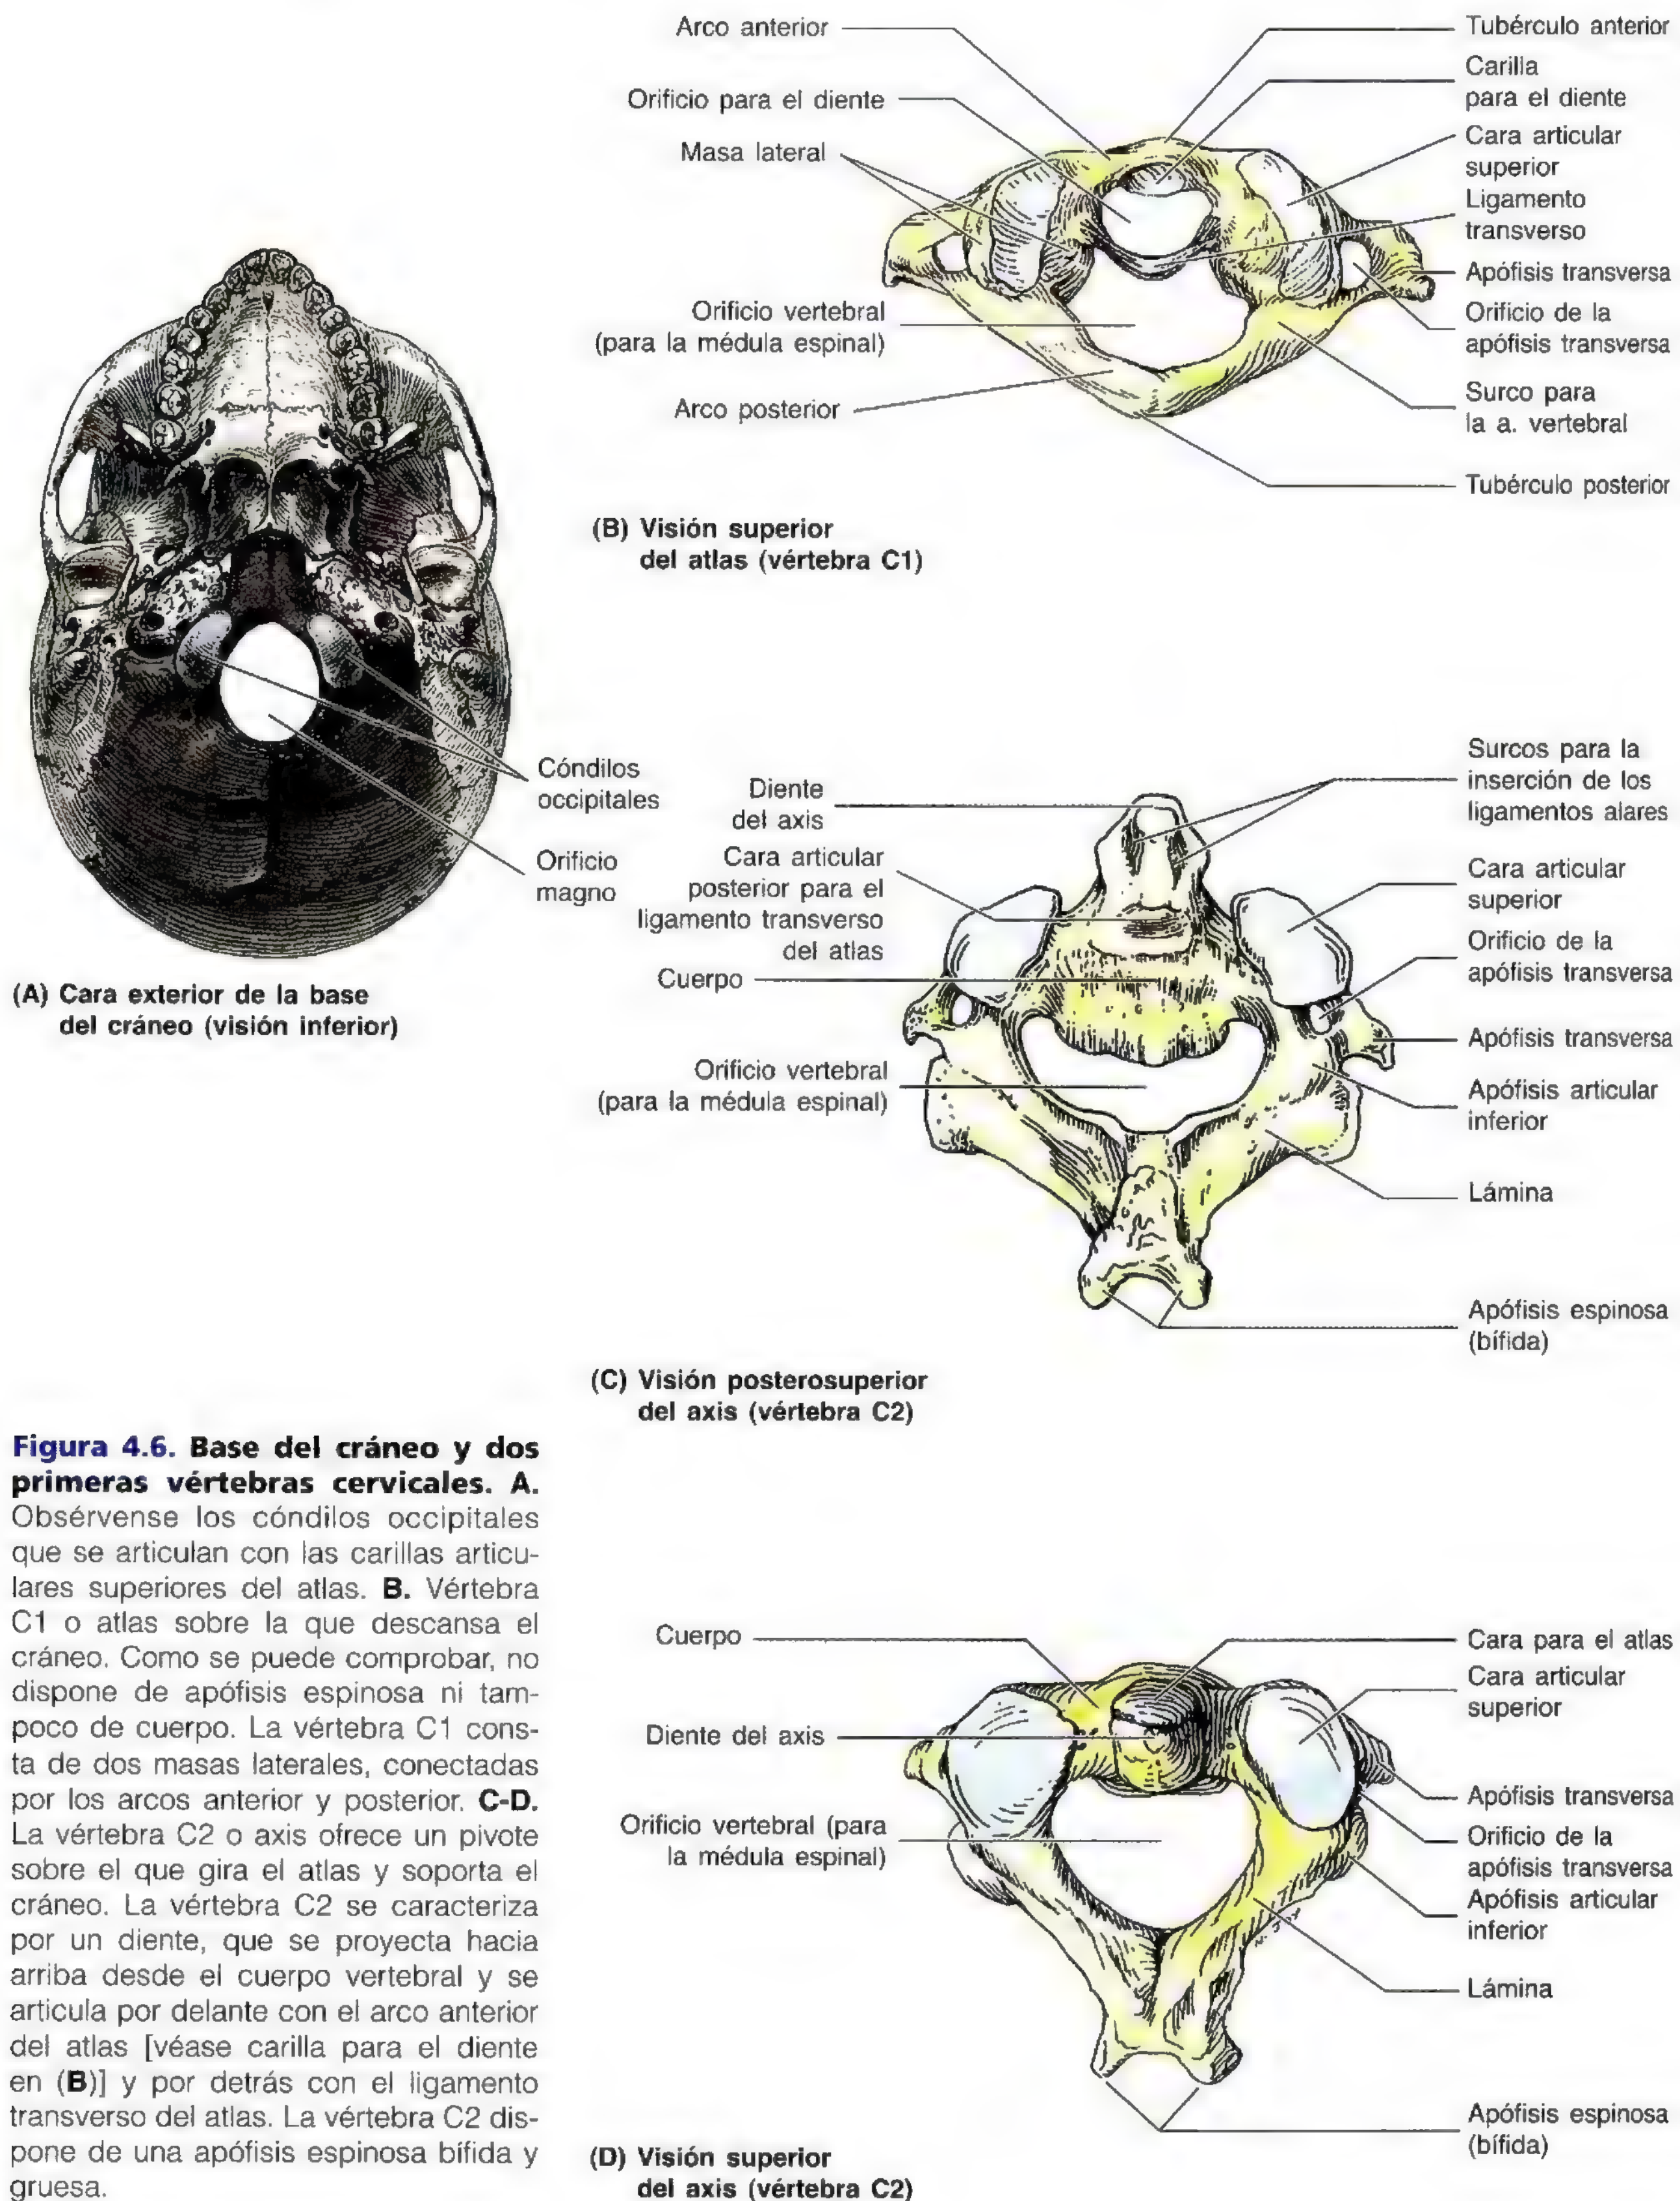 Arco anterior
Orificio para el diente
Masa lateral
Orificio vertebral
(para la médula espinal)
Arco posterior
Tubérculo anterior
Carilla
para el diente
Cara articular
superior
Ligamento
transverso
Apófisis transversa
Orificio de la
apófisis transversa
Surco para
la a. vertebral
Tubérculo posterior
(B) Visión superior
del atlas (vértebra C1)
Cóndilos
occipitales
Orificio
magno
(A) Cara exterior de la base
del cráneo (visión inferior)
Diente
del axis
Cara articular
posterior para el
ligamento transverso
del atlas
Cuerpo
Orificio vertebral
(para la médula espinal)
Surcos para la
inserción de los
ligamentos alares
Cara articular
superior
Orificio de la
apófisis transversa
Apófisis transversa
Apófisis articular
inferior
Lámina
Apófisis espinosa
(bífida)
(C) Visión posterosuperior
del axis (vértebra C2)
Figura 4.6. Base del cráneo y dos
primeras vértebras cervicales. A.
Obsérvense los cóndilos occipitales
que se articulan con las carillas articu-
lares superiores del atlas. B. Vértebra
C1 o atlas sobre la que descansa el
cráneo. Como se puede comprobar, no
dispone de apófisis espinosa ni tam-
poco de cuerpo. La vértebra C1 cons-
ta de dos masas laterales, conectadas
por los arcos anterior y posterior. C-D.
La vértebra C2 o axis ofrece un pivote
sobre el que gira el atlas y soporta el
cráneo. La vértebra C2 se caracteriza
por un diente, que se proyecta hacia
arriba desde el cuerpo vertebral y se
articula por delante con el arco anterior
del atlas [véase carilla para el diente
en (B)] y por detrás con el ligamento
transverso del atlas. La vértebra C2 dis-
pone de una apófisis espinosa bífida y
gruesa.
Cuerpo
Diente del axis
Orificio vertebral (para
la médula espinal)
Cara para el atlas
Cara articular
superior
Apófisis transversa
Orificio de la
apófisis transversa
Apófisis articular
inferior
Lámina
Apófisis espinosa
(bífida)
(D) Visión superior
del axis (vértebra C2)